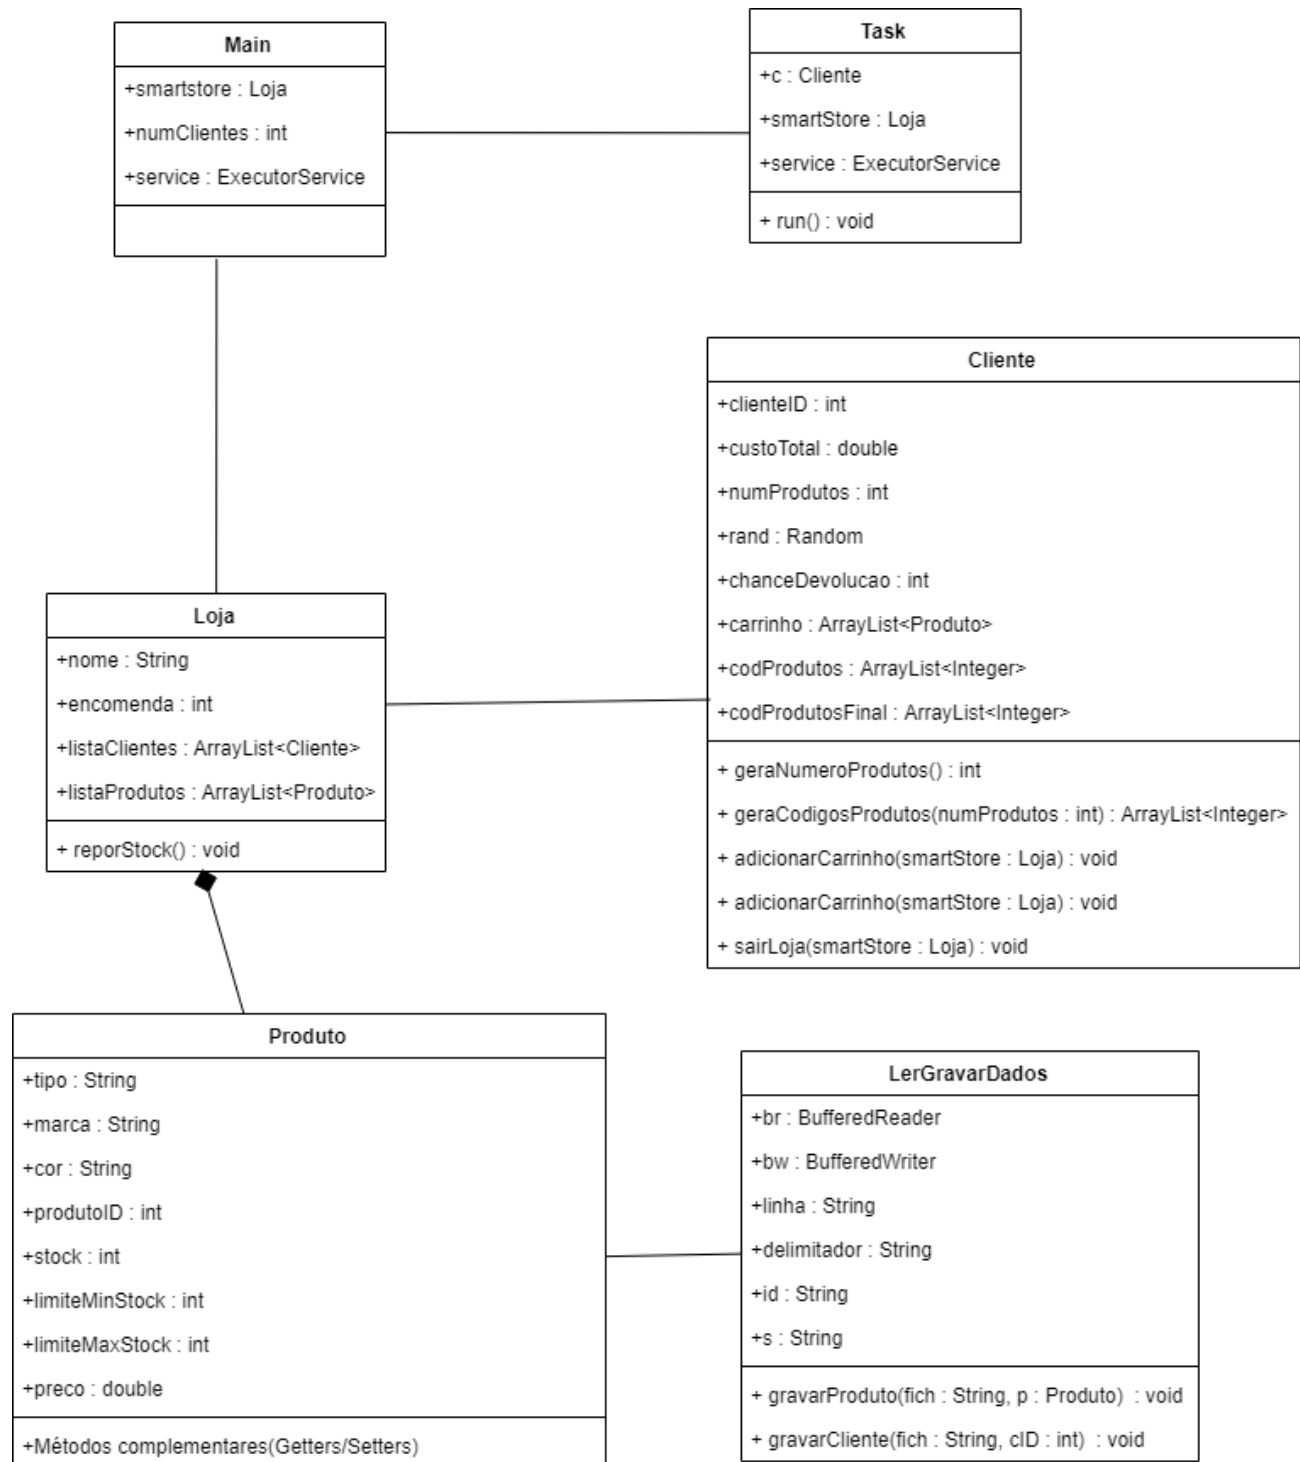 Main
+smartstore : Loja
+numClientes : int
+service : ExecutorService
Task
+c : Cliente
+smartStore : Loja
+service : ExecutorService
+ run() : void
Cliente
+clienteID : int
+custoTotal : double
+numProdutos : int
+rand : Random
+chanceDevolucao : int
+carrinho : ArrayList<Produto>
+codProdutos : ArrayList<Integer>
+codProdutosFinal : ArrayList<Integer>
+ geraNumeroProdutos() : int
+ geraCodigosProdutos(numProdutos : int) : ArrayList<Integer>
+ adicionarCarrinho(smartStore : Loja) : void
+ adicionarCarrinho(smartStore : Loja) : void
+ sairLoja(smartStore : Loja) : void
Loja
+nome : String
+encomenda : int
+listaClientes : ArrayList<Cliente>
+listaProdutos : ArrayList<Produto>
+ reporStock() : void
Produto
+tipo : String
+marca : String
+cor : String
+produtoID : int
+stock : int
+limiteMinStock : int
+limiteMaxStock : int
+preco : double
+Métodos complementares(Getters/Setters)
LerGravarDados
+br : BufferedReader
+bw : BufferedWriter
+linha : String
+delimitador : String
+id : String
+s : String
+ gravarProduto(fich : String, p : Produto) : void
+ gravarCliente(fich : String, cID : int) : void